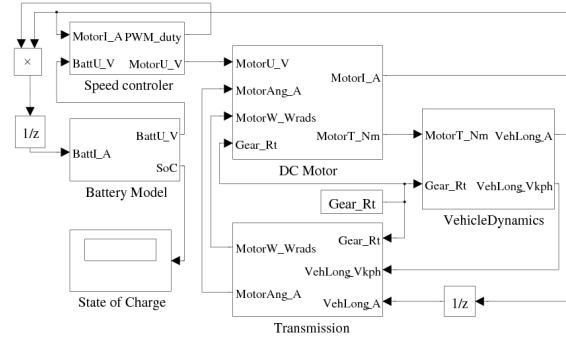 MotorI_A PWM_duty
×
BattU_V MotorU_V
Speed controler
1/z
BattU_V
BattI_A
SoC
Battery Model
State of Charge
MotorU_V
MotorI_A
MotorAng_A
MotorW_Wrads
MotorT_Nm
Gear_Rt
DC Motor
MotorT_Nm VehLong_A
Gear_Rt VehLong_Vkph
VehicleDynamics
Gear_Rt
Gear_Rt
MotorW_Wrads
VehLong_Vkph
MotorAng_A
VehLong_A
Transmission
1/z